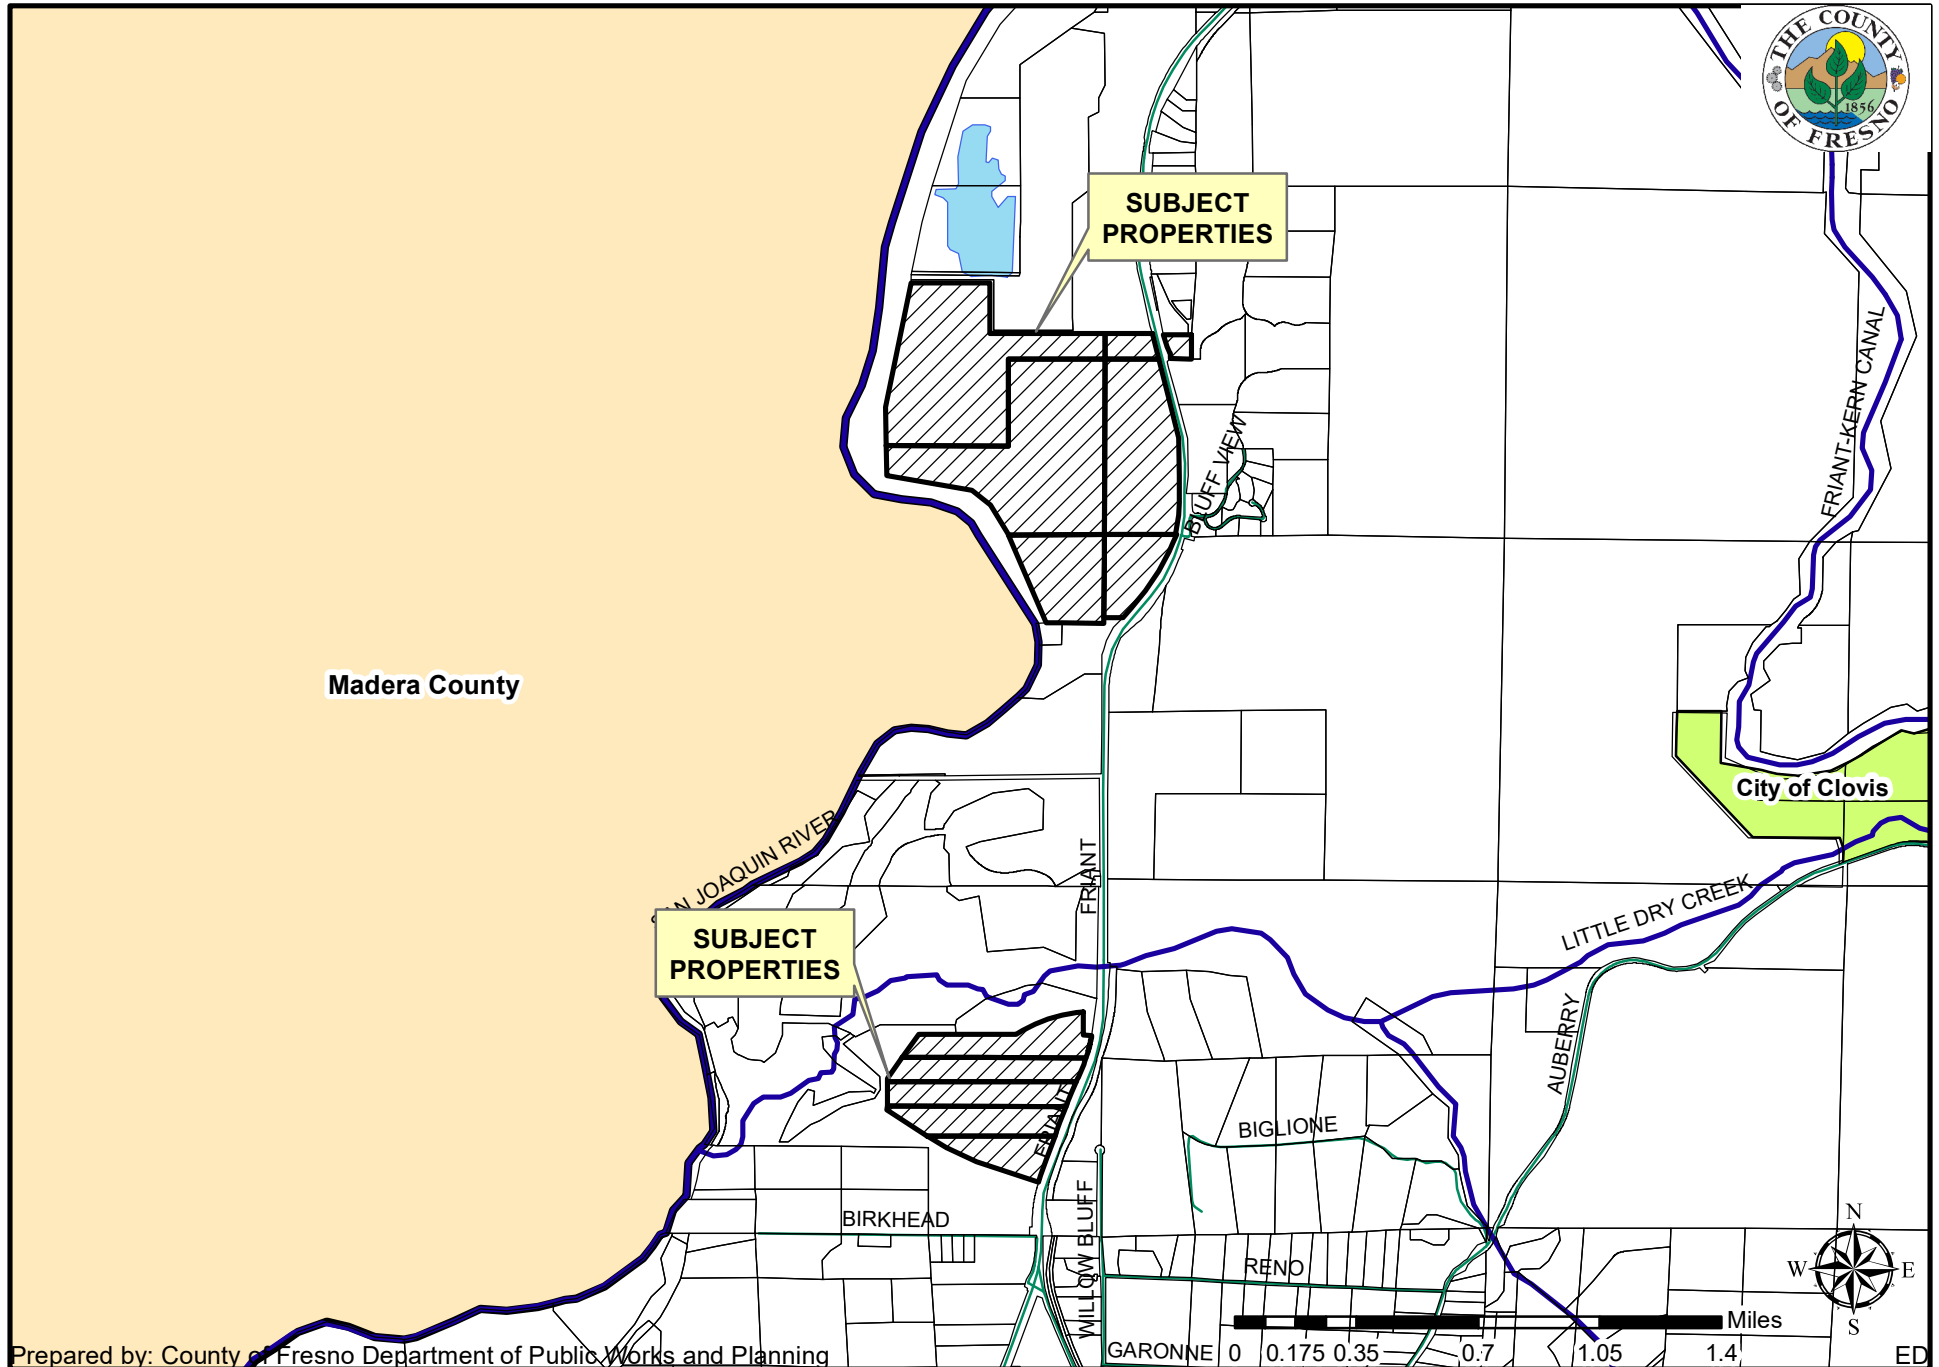 THE COUNTY
OF FRESNO
1856
SUBJECT
PROPERTIES
FRIANT-KERN CANAL
BLUFF VIEW
Madera County
City of Clovis
SAN JOAQUIN RIVER
FRIANT
LITTLE DRY CREEK
SUBJECT
PROPERTIES
AUBERRY
FRIANT
BIGLIONE
WILLOW BLUFF
BIRKHEAD
RENO
N
W E
S
Miles
GARONNE
0 0.175 0.35 0.7 1.05 1.4
Prepared by: County of Fresno Department of Public Works and Planning
ED